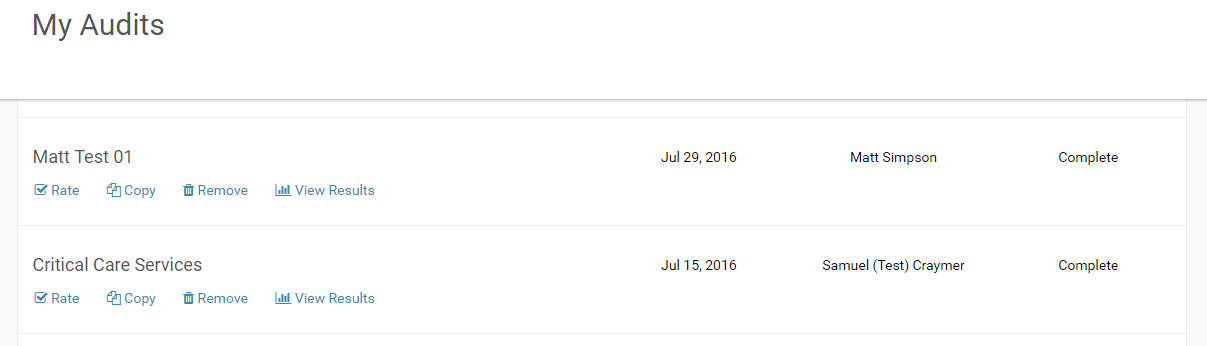 My Audits
Matt Test 01 Jul 29, 2016 Matt Simpson Complete
Rate Copy Remove View Results
Critical Care Services Jul 15, 2016 Samuel (Test) Craymer Complete
Rate Copy Remove View Results